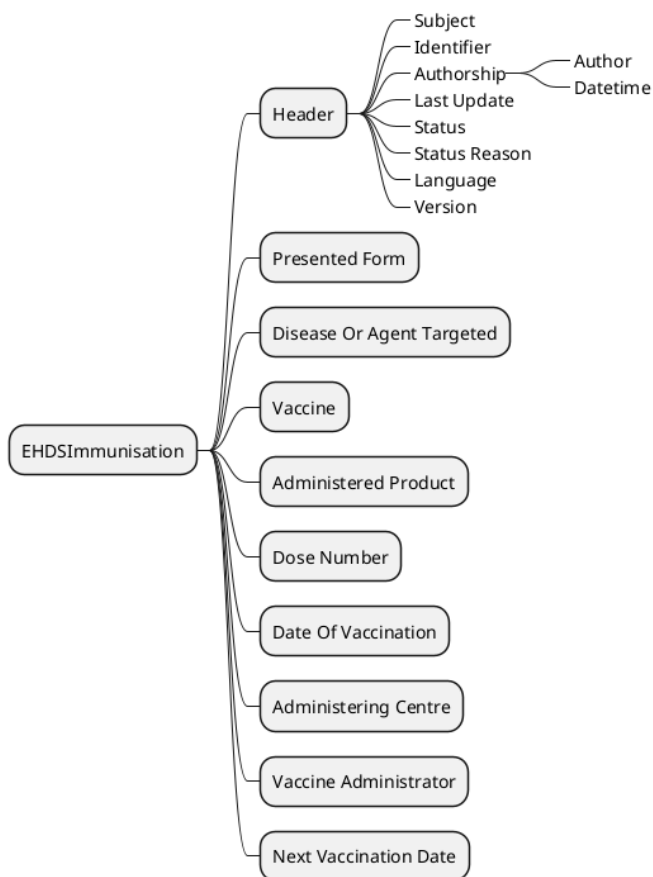 EHDSImmunisation
Header
Subject
Identifier
Authorship
Author
Datetime
Last Update
Status
Status Reason
Language
Version
Presented Form
Disease Or Agent Targeted
Vaccine
Administered Product
Dose Number
Date Of Vaccination
Administering Centre
Vaccine Administrator
Next Vaccination Date